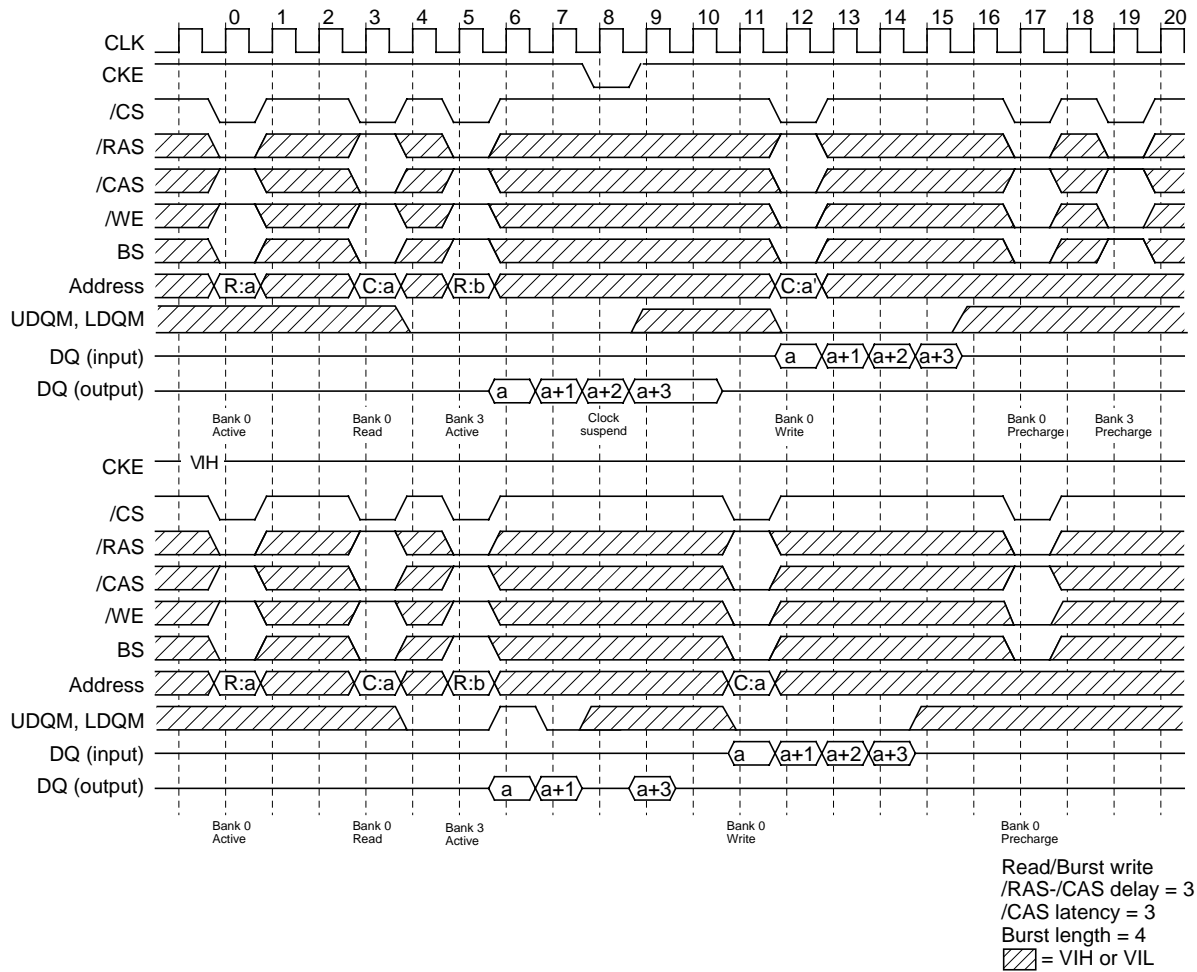 0 1 2 3 4 5 6 7 8 9 10 11 12 13 14 15 16 17 18 19 20
CLK
CKE
/CS
/RAS
/CAS
/WE
BS
Address R:a C:a R:b C:a'
UDQM, LDQM
DQ (input) a a+1 a+2 a+3
DQ (output) a a+1 a+2 a+3
Bank 0 Bank 0 Bank 3 Clock Bank 0 Bank 0 Bank 3
Active Read Active suspend Write Precharge Precharge
CKE VIH
/CS
/RAS
/CAS
/WE
BS
Address R:a C:a R:b C:a
UDQM, LDQM
DQ (input) a a+1 a+2 a+3
DQ (output) a a+1 a+3
Bank 0 Bank 0 Bank 3 Bank 0 Bank 0
Active Read Active Write Precharge
Read/Burst write
/RAS-/CAS delay = 3
/CAS latency = 3
Burst length = 4
= VIH or VIL